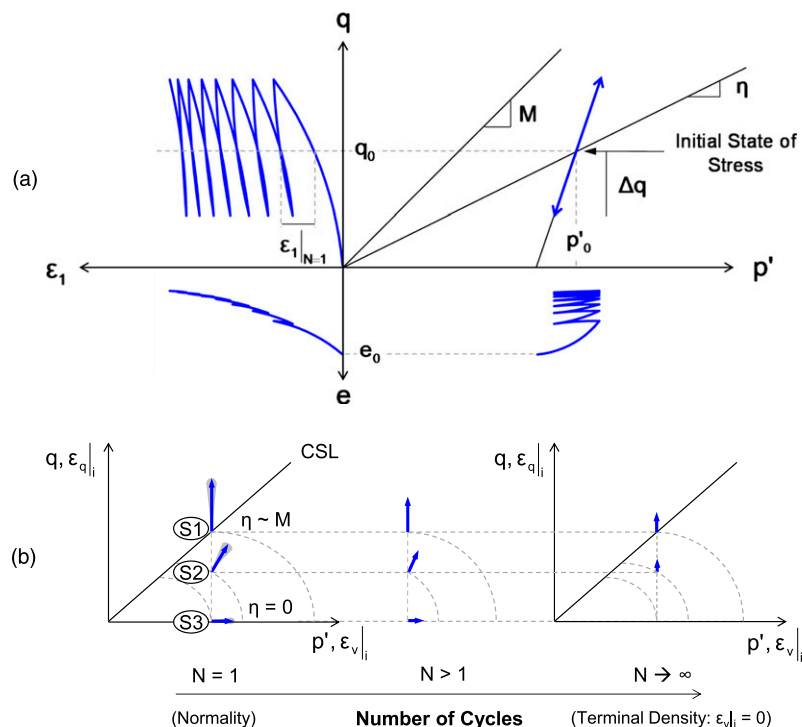 q
M
η
q₀
Initial State of
Stress
(a)
Δq
ε₁|N=1
p'₀
ε₁
p'
e₀
e
q, εq|i
CSL
q, εq|i
S1
η ~ M
(b)
S2
S3
η = 0
p', εv|i
p', εv|i
N = 1
N > 1
N → ∞
(Normality)
Number of Cycles
(Terminal Density: εv|i = 0)